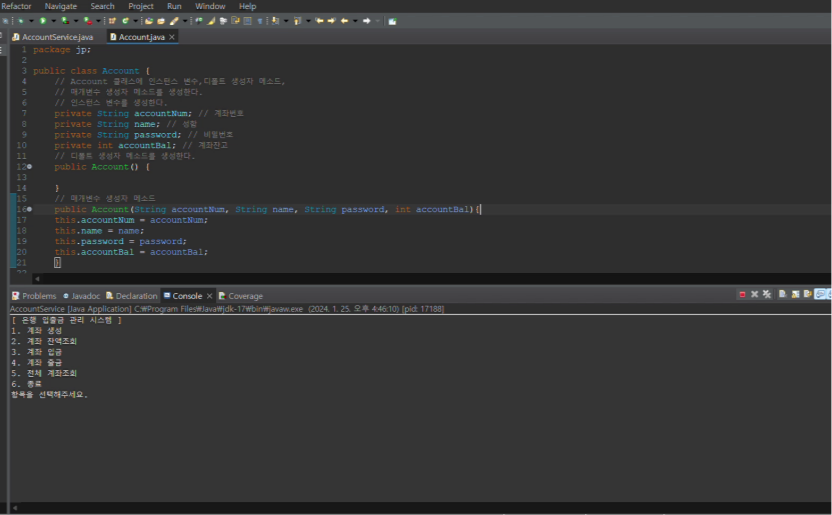 Refactor Navigate Search Project Run Window Help
AccountService.java Account.java
1 package jp;
2
3 public class Account {
4 // Account 클래스에 인스턴스 변수,디폴트 생성자 메소드,
5 // 매개변수 생성자 메소드를 생성한다.
6 // 인스턴스 변수를 생성한다.
7 private String accountNum; // 계좌번호
8 private String name; // 성함
9 private String password; // 비밀번호
10 private int accountBal; // 계좌잔고
11 // 디폴트 생성자 메소드를 생성한다.
12 public Account() {
13
14 }
15 // 매개변수 생성자 메소드
16 public Account(String accountNum, String name, String password, int accountBal){
17 this.accountNum = accountNum;
18 this.name = name;
19 this.password = password;
20 this.accountBal = accountBal;
21 }
22
Problems Javadoc Declaration Console Coverage
AccountService [Java Application] C:₩Program Files₩Java₩jdk-17₩bin₩javaw.exe (2024. 1. 25. 오후 4:46:10) [pid: 17188]
[ 은행 입출금 관리 시스템 ]
1. 계좌 생성
2. 계좌 잔액조회
3. 계좌 입금
4. 계좌 출금
5. 전체 계좌조회
6. 종료
항목을 선택해주세요.